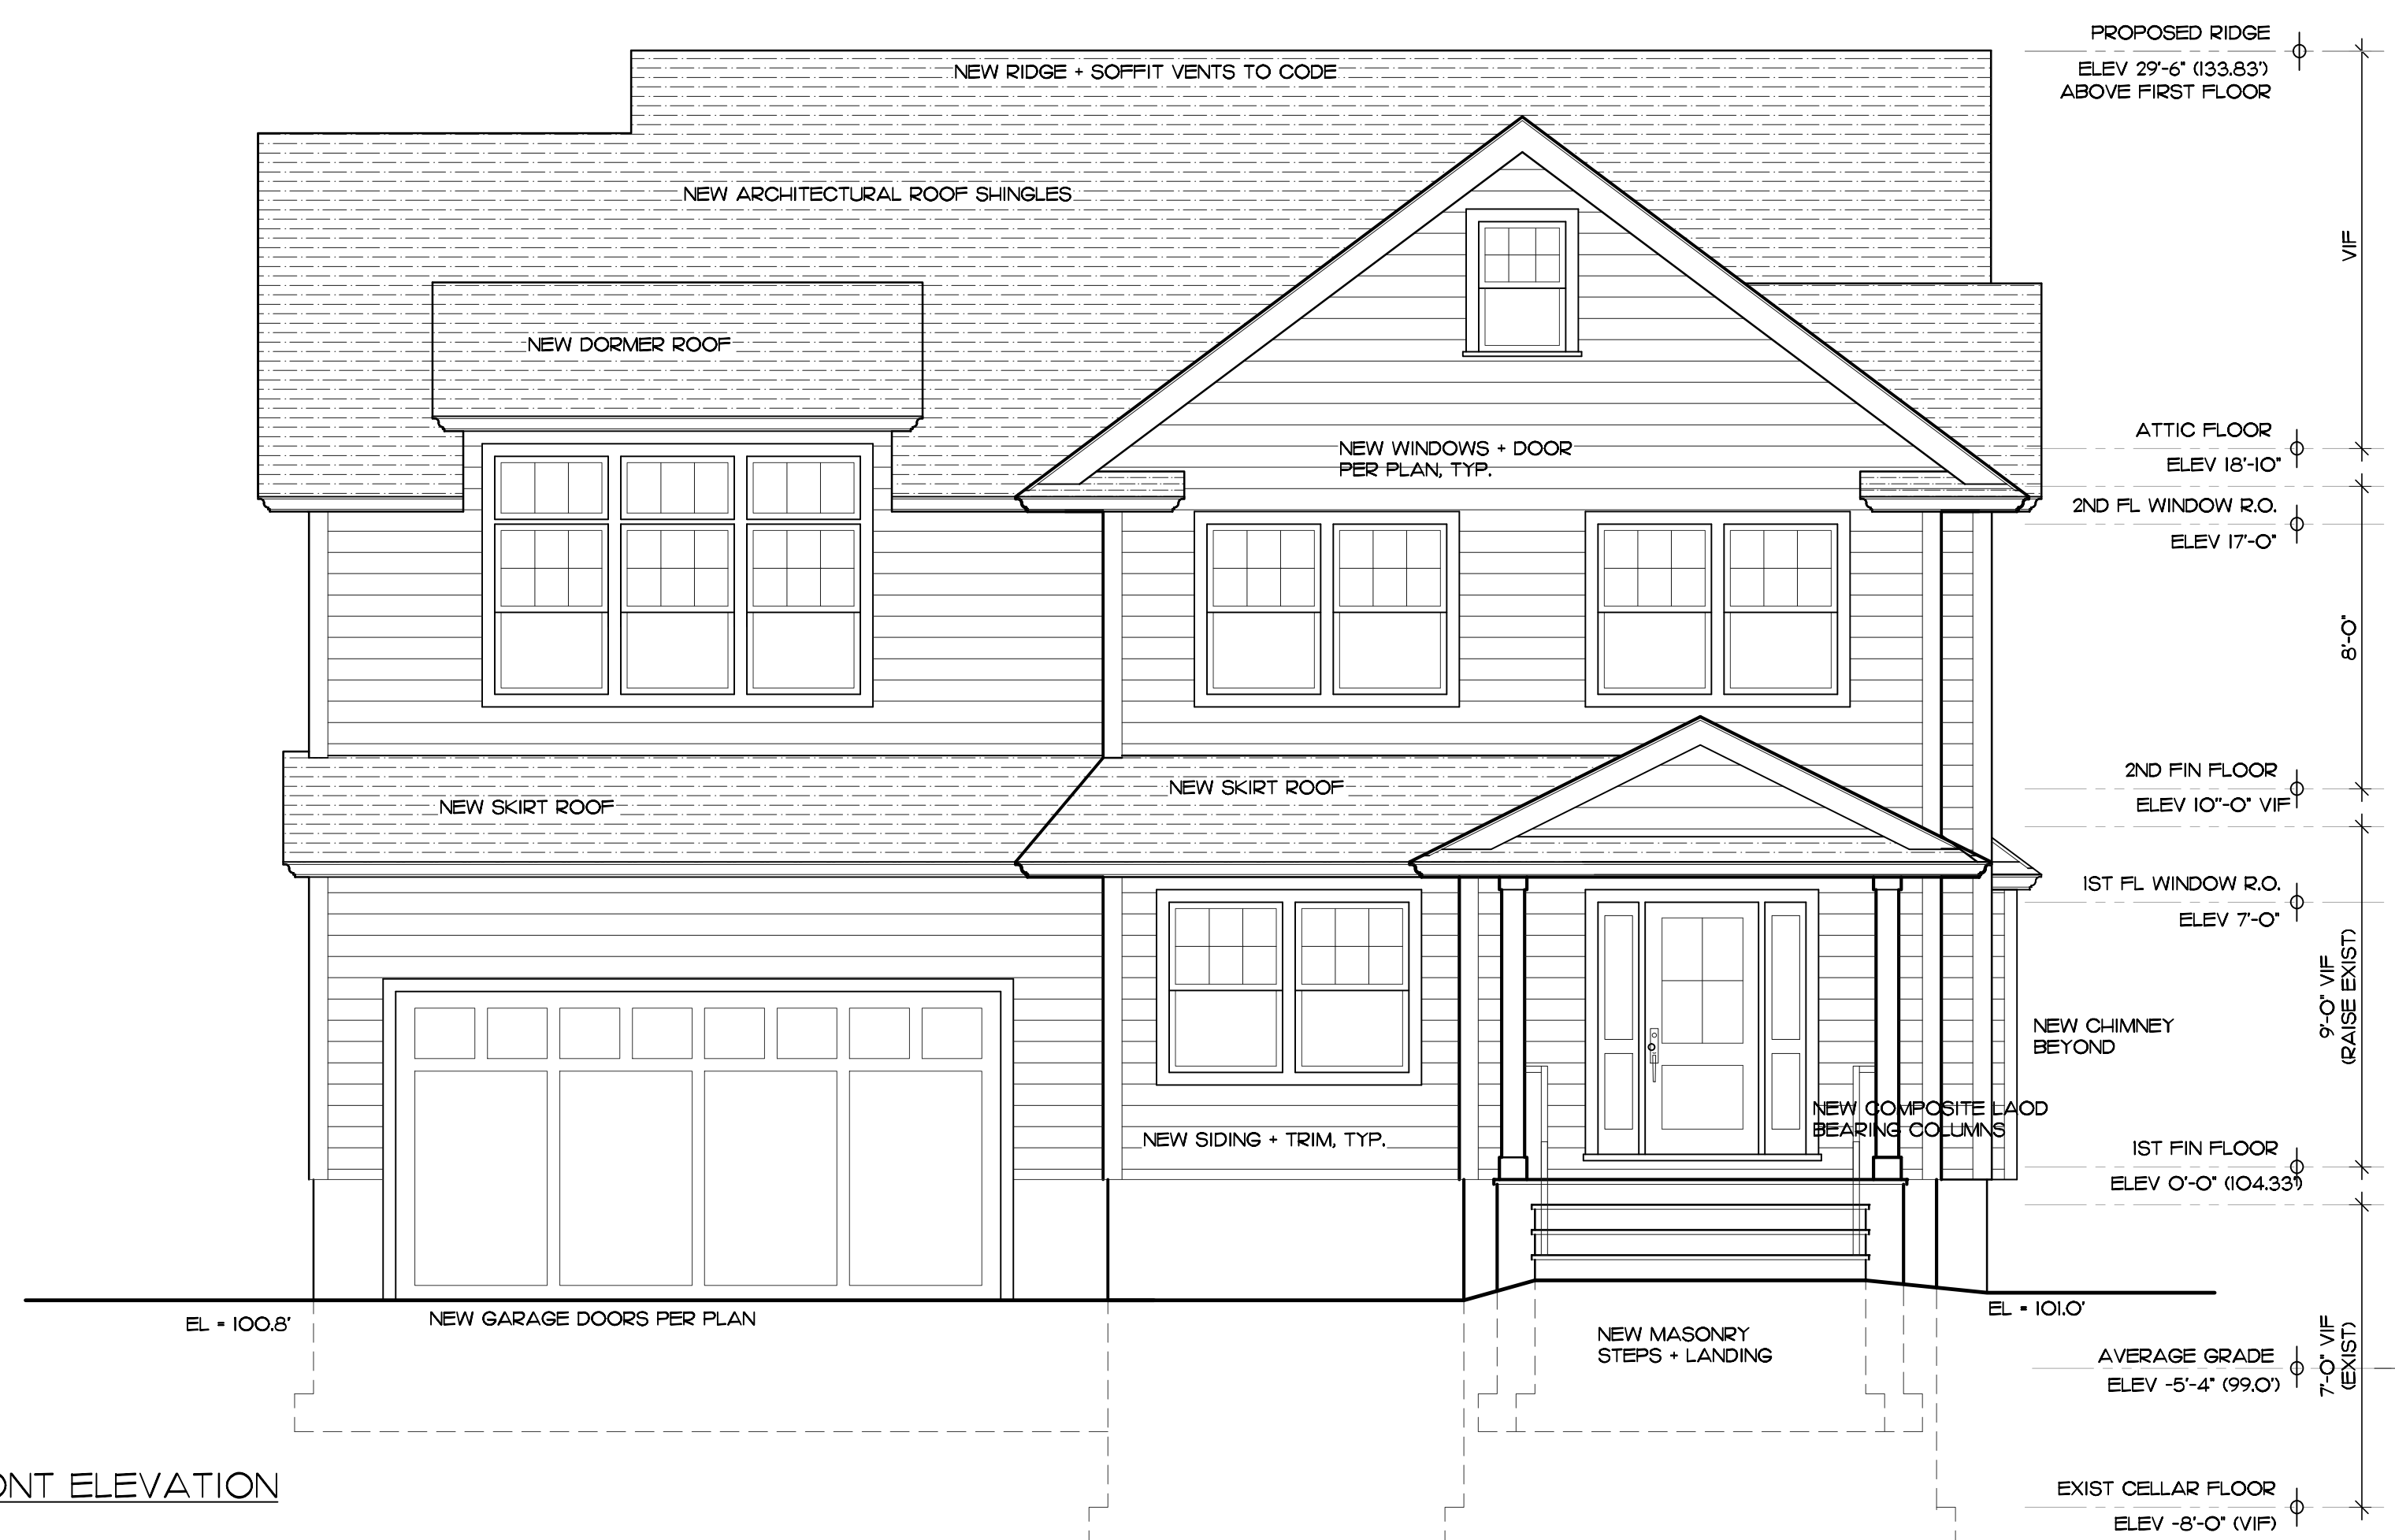 PROPOSED RIDGE
ELEV 29'-6" (133.83')
ABOVE FIRST FLOOR
NEW RIDGE + SOFFIT VENTS TO CODE
NEW ARCHITECTURAL ROOF SHINGLES
VIF
NEW DORMER ROOF
NEW WINDOWS + DOOR
PER PLAN, TYP.
ATTIC FLOOR
ELEV 18'-10"
2ND FL WINDOW R.O.
ELEV 17'-0"
8'-0"
2ND FIN FLOOR
ELEV 10"-0" VIF
NEW SKIRT ROOF
NEW SKIRT ROOF
1ST FL WINDOW R.O.
ELEV 7'-0"
9'-0" VIF
(RAISE EXIST)
NEW CHIMNEY
BEYOND
NEW COMPOSITE LAOD
BEARING COLUMNS
NEW SIDING + TRIM, TYP.
1ST FIN FLOOR
ELEV 0'-0" (104.33')
EL = 100.8'
NEW GARAGE DOORS PER PLAN
EL = 101.0'
NEW MASONRY
STEPS + LANDING
7'-0" VIF
(EXIST)
AVERAGE GRADE
ELEV -5'-4" (99.0')
ONT ELEVATION
EXIST CELLAR FLOOR
ELEV -8'-0" (VIF)